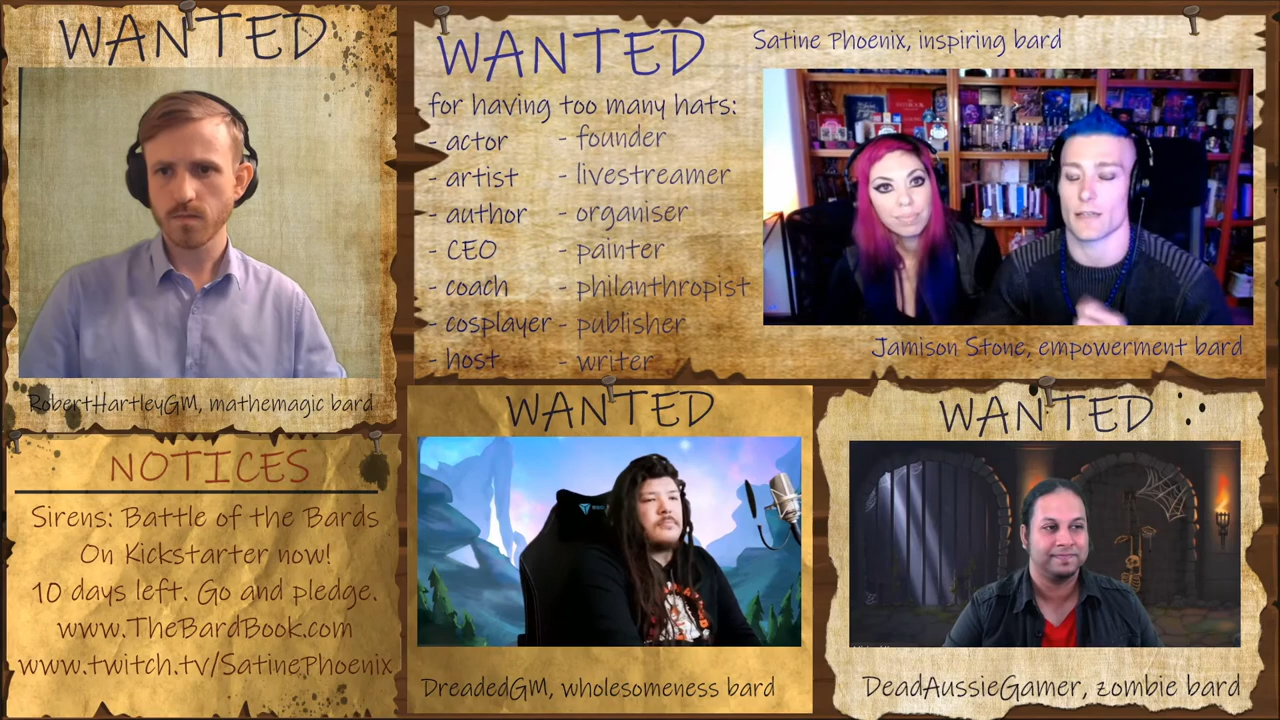 WANTED
RobertHartleyGM, mathemagic bard
NOTICES
Sirens: Battle of the Bards
On Kickstarter now!
10 days left. Go and pledge.
www.TheBardBook.com
www.twitch.tv/SatinePhoenix
WANTED
for having too many hats:
- actor
- artist
- author
- CEO
- coach
- cosplayer
- host
- founder
- livestreamer
- organiser
- painter
- philanthropist
- publisher
- writer
Satine Phoenix, inspiring bard
Jamison Stone, empowerment bard
WANTED
DreadedGM, wholesomeness bard
WANTED
DeadAussieGamer, zombie bard